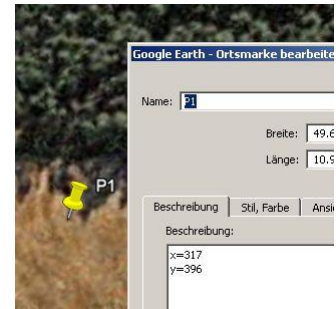 Google Earth - Ortsmarke bearbeite
Name: P1
Breite: 49.6
Länge: 10.9
P1
Beschreibung Stil, Farbe Ansi
Beschreibung:
x=317
y=396